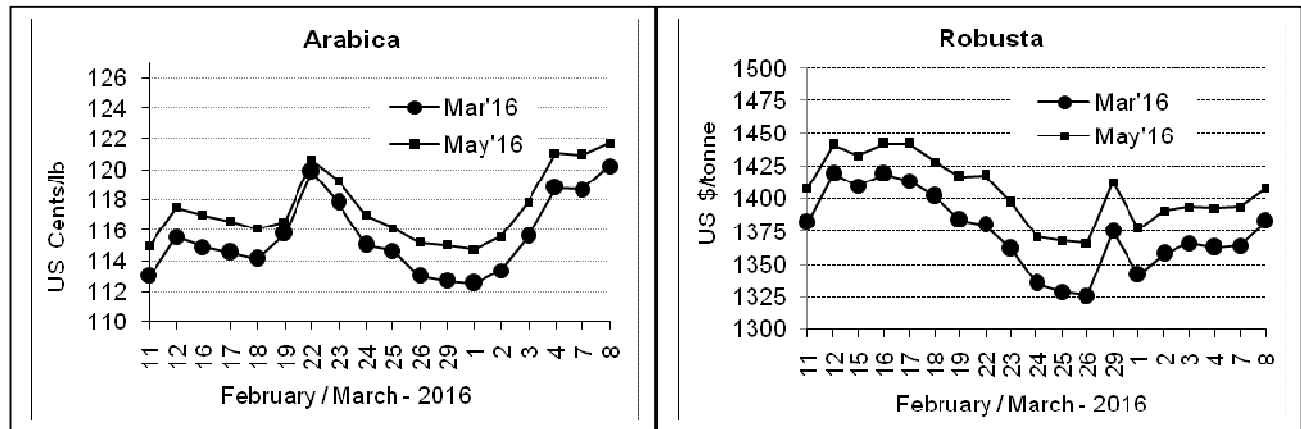 Arabica
US Cents/lb
126
124
122
120
118
116
114
112
110
Mar'16
May'16
11 12 16 17 18 19 22 23 24 25 26 29 1 2 3 4 7 8
February / March - 2016
Robusta
US $/tonne
1500
1475
1450
1425
1400
1375
1350
1325
1300
Mar'16
May'16
11 12 15 16 17 18 19 22 23 24 25 26 29 1 2 3 4 7 8
February / March - 2016